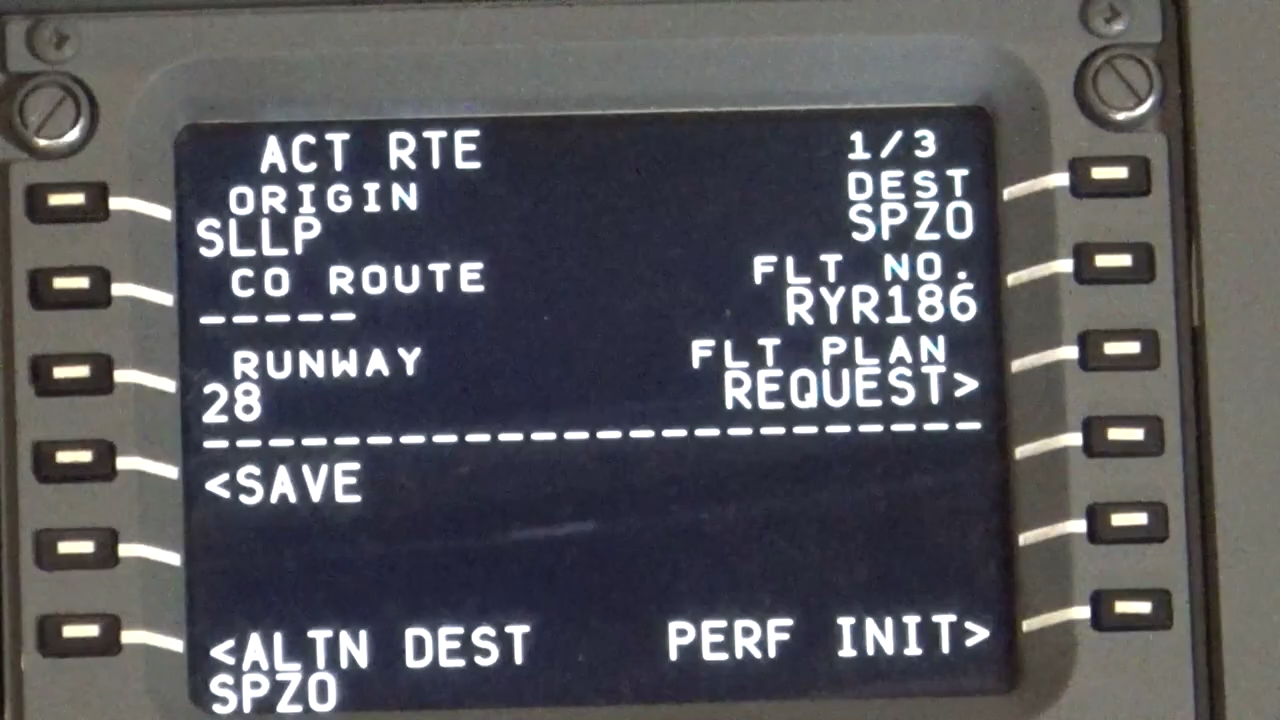 ACT RTE 1/3
ORIGIN DEST
SLLP SPZO
CO ROUTE FLT NO.
----- RYR186
RUNWAY FLT PLAN
28 REQUEST>
------------------------
<SAVE
<ALTN DEST PERF INIT>
SPZO